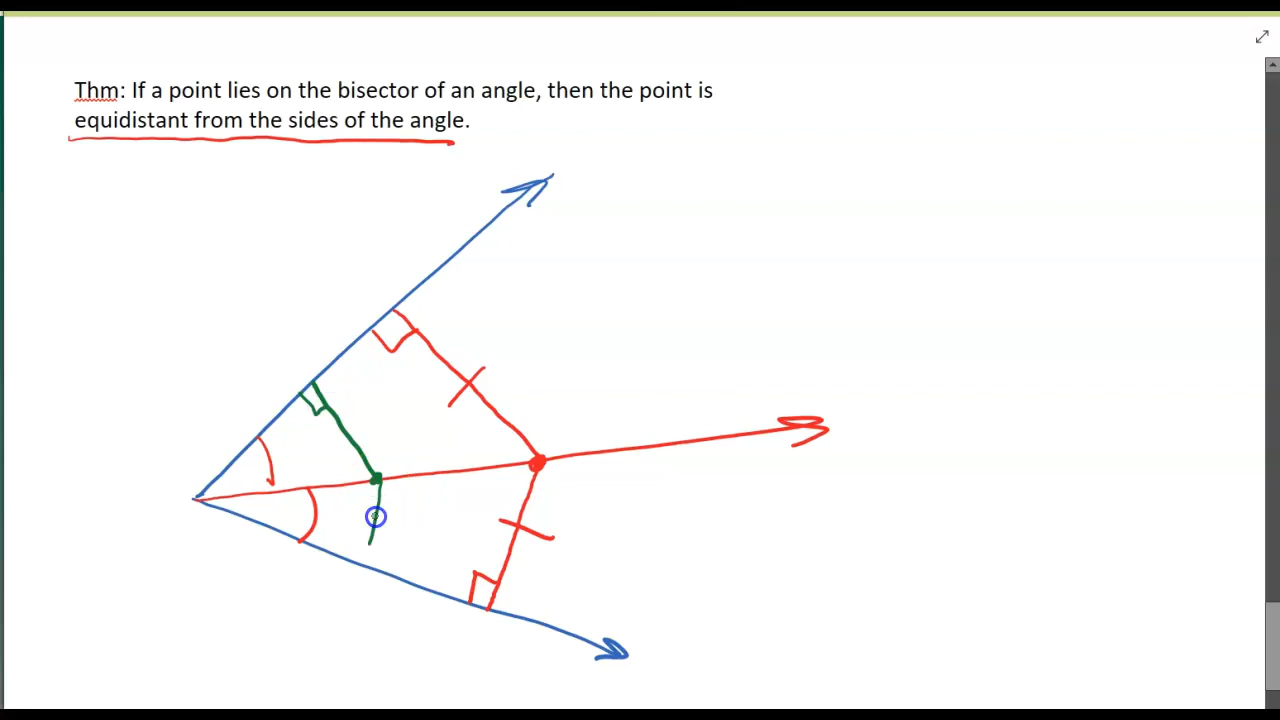 Thm: If a point lies on the bisector of an angle, then the point is
equidistant from the sides of the angle.